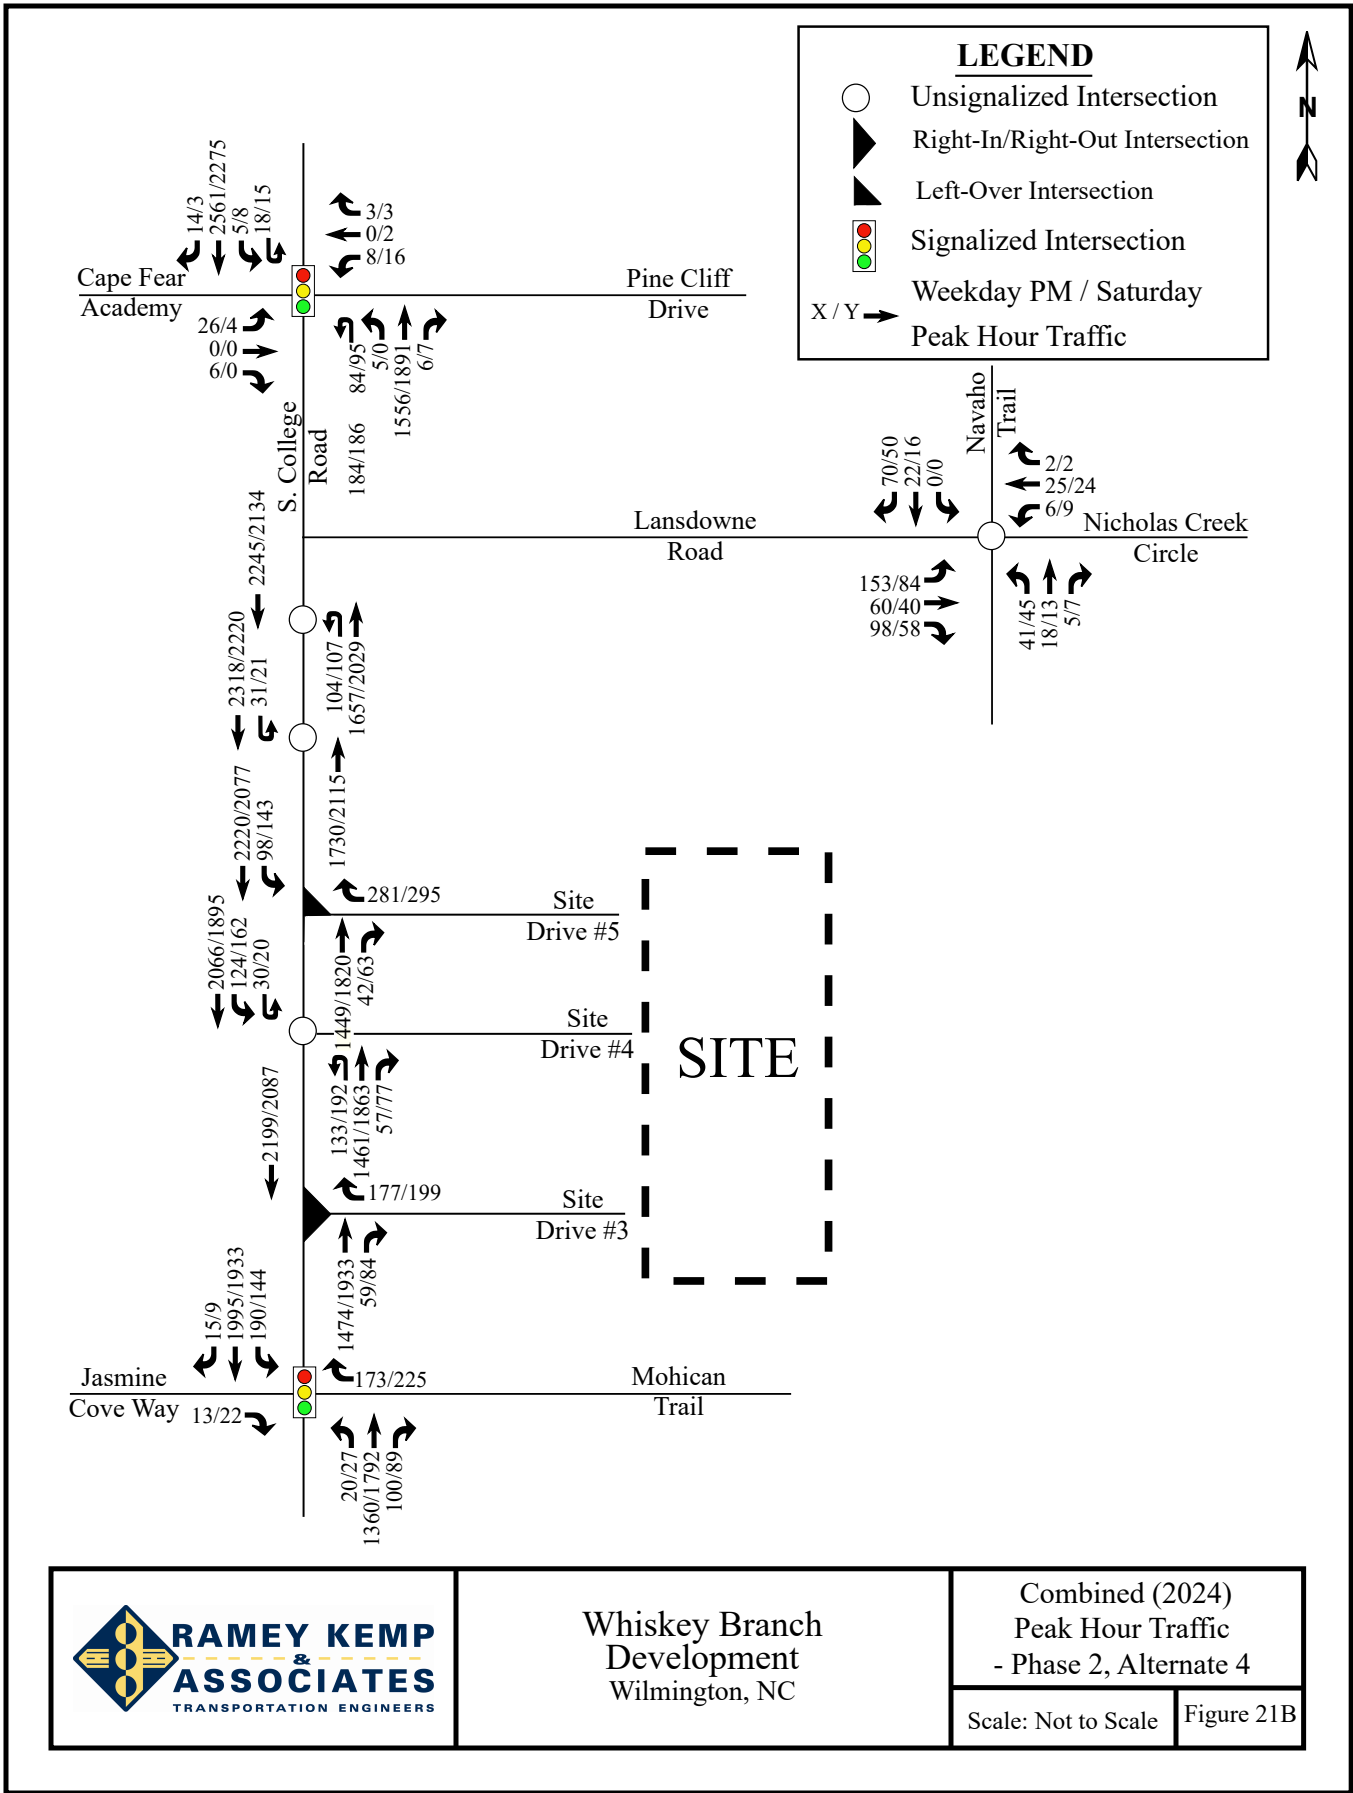 LEGEND
Unsignalized Intersection
Right-In/Right-Out Intersection
Left-Over Intersection
Signalized Intersection
Weekday PM / Saturday
X / Y
Peak Hour Traffic
N
14/3
2561/2275
5/8
18/15
3/3
0/2
8/16
Cape Fear
Academy
Pine Cliff
Drive
26/4
0/0
6/0
84/95
5/0
1556/1891
6/7
184/186
S. College
Road
Navaho
Trail
70/50
22/16
0/0
2/2
25/24
6/9
Lansdowne
Road
Nicholas Creek
Circle
153/84
60/40
98/58
41/45
18/13
5/7
2245/2134
104/107
1657/2029
2318/2220
31/21
1730/2115
2220/2077
98/143
281/295
Site
Drive #5
1449/1820
42/63
2066/1895
124/162
30/20
Site
Drive #4
SITE
133/192
1461/1863
57/77
2199/2087
177/199
Site
Drive #3
1474/1933
59/84
15/9
1995/1933
190/144
173/225
Jasmine
Cove Way
Mohican
Trail
13/22
20/27
1360/1792
100/89
RAMEY KEMP
&
ASSOCIATES
TRANSPORTATION ENGINEERS
Whiskey Branch
Development
Wilmington, NC
Combined (2024)
Peak Hour Traffic
- Phase 2, Alternate 4
Scale: Not to Scale
Figure 21B